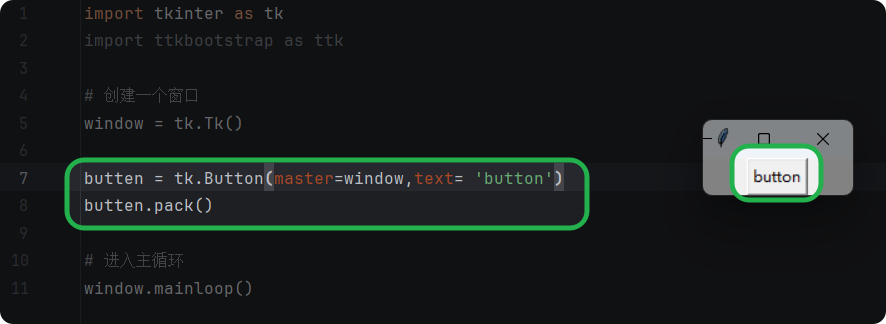 1 import tkinter as tk
2 import ttkbootstrap as ttk
3
4 # 创建一个窗口
5 window = tk.Tk()
6
7 butten = tk.Button(master=window,text= 'button')
8 butten.pack()
9
10 # 进入主循环
11 window.mainloop()
button